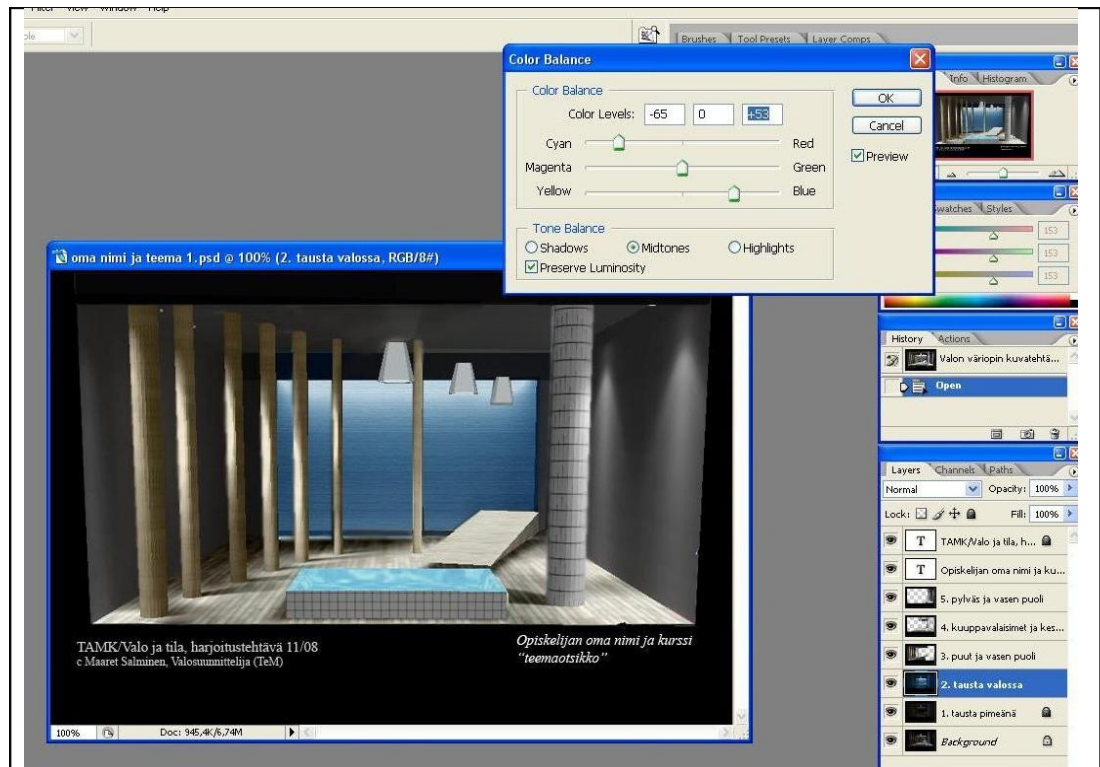 Filter View Window Help
Brushes Tool Presets Layer Comps
Color Balance
Color Balance
Color Levels: -65 0 +53
Cyan Red
Magenta Green
Yellow Blue
Tone Balance
Shadows Midtones Highlights
Preserve Luminosity
OK
Cancel
Preview
Info Histogram
Swatches Styles
153
153
153
oma nimi ja teema 1.psd @ 100% (2. tausta valossa, RGB/8#)
TAMK/Valo ja tila, harjoitustehtävä 11/08
c Maaret Salminen, Valosuunnittelija (TeM)
Opiskelijan oma nimi ja kurssi
"teemaotsikko"
100% Doc: 945,4K/6,74M
History Actions
Valon väriopin kuvatehtä...
Open
Layers Channels Paths
Normal Opacity: 100%
Lock: Fill: 100%
T TAMK/Valo ja tila, h...
T Opiskelijan oma nimi ja ku...
5. pylväs ja vasen puoli
4. kuuppavalaisimet ja kes...
3. puut ja vasen puoli
2. tausta valossa
1. tausta pimeänä
Background